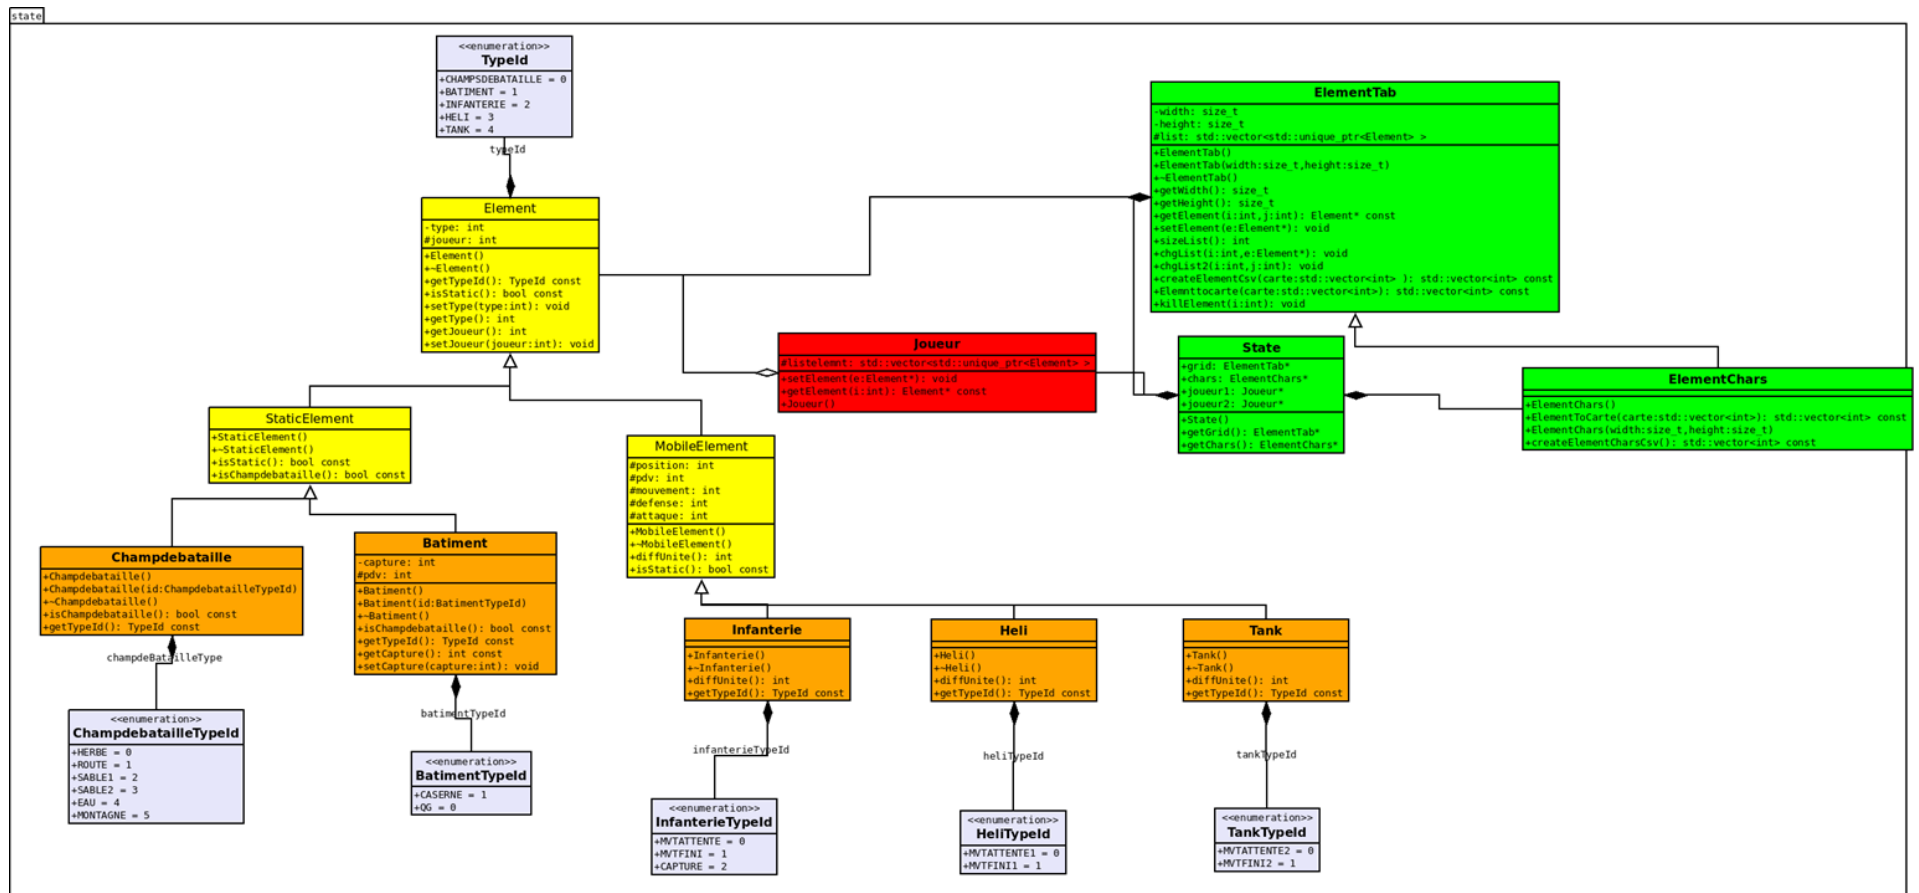 state
<<enumeration>>
TypeId
+CHAMPSDEBATAILLE = 0
+BATIMENT = 1
+INFANTERIE = 2
+HELI = 3
+TANK = 4
typeId
Element
-type: int
#joueur: int
+Element()
+~Element()
+getTypeId(): TypeId const
+isStatic(): bool const
+setType(type:int): void
+getType(): int
+getJoueur(): int
+setJoueur(joueur:int): void
ElementTab
-width: size_t
-height: size_t
#list: std::vector<std::unique_ptr<Element> >
+ElementTab()
+ElementTab(width:size_t,height:size_t)
+~ElementTab()
+getWidth(): size_t
+getHeight(): size_t
+getElement(i:int,j:int): Element* const
+setElement(e:Element*): void
+sizeList(): int
+chgList(i:int,e:Element*): void
+chgList2(i:int,j:int): void
+createElementCsv(carte:std::vector<int> ): std::vector<int> const
+Elemnttocarte(carte:std::vector<int>): std::vector<int> const
+killElement(i:int): void
Joueur
#listelemnt: std::vector<std::unique_ptr<Element> >
+setElement(e:Element*): void
+getElement(i:int): Element* const
+Joueur()
State
+grid: ElementTab*
+chars: ElementChars*
+joueur1: Joueur*
+joueur2: Joueur*
+State()
+getGrid(): ElementTab*
+getChars(): ElementChars*
ElementChars
+ElementChars()
+ElementToCarte(carte:std::vector<int>): std::vector<int> const
+ElementChars(width:size_t,height:size_t)
+createElementCharsCsv(): std::vector<int> const
StaticElement
+StaticElement()
+~StaticElement()
+isStatic(): bool const
+isChampdebataille(): bool const
MobileElement
#position: int
#pdv: int
#mouvement: int
#defense: int
#attaque: int
+MobileElement()
+~MobileElement()
+diffUnite(): int
+isStatic(): bool const
Champdebataille
+Champdebataille()
+Champdebataille(id:ChampdebatailleTypeId)
+~Champdebataille()
+isChampdebataille(): bool const
+getTypeId(): TypeId const
champdeBatailleType
Batiment
-capture: int
#pdv: int
+Batiment()
+Batiment(id:BatimentTypeId)
+~Batiment()
+isChampdebataille(): bool const
+getTypeId(): TypeId const
+getCapture(): int const
+setCapture(capture:int): void
batimentTypeId
Infanterie
+Infanterie()
+~Infanterie()
+diffUnite(): int
+getTypeId(): TypeId const
infanterieTypeId
Heli
+Heli()
+~Heli()
+diffUnite(): int
+getTypeId(): TypeId const
heliTypeId
Tank
+Tank()
+~Tank()
+diffUnite(): int
+getTypeId(): TypeId const
tankTypeId
<<enumeration>>
ChampdebatailleTypeId
+HERBE = 0
+ROUTE = 1
+SABLE1 = 2
+SABLE2 = 3
+EAU = 4
+MONTAGNE = 5
<<enumeration>>
BatimentTypeId
+CASERNE = 1
+QG = 0
<<enumeration>>
InfanterieTypeId
+MVTATTENTE = 0
+MVTFINI = 1
+CAPTURE = 2
<<enumeration>>
HeliTypeId
+MVTATTENTE1 = 0
+MVTFINI1 = 1
<<enumeration>>
TankTypeId
+MVTATTENTE2 = 0
+MVTFINI2 = 1